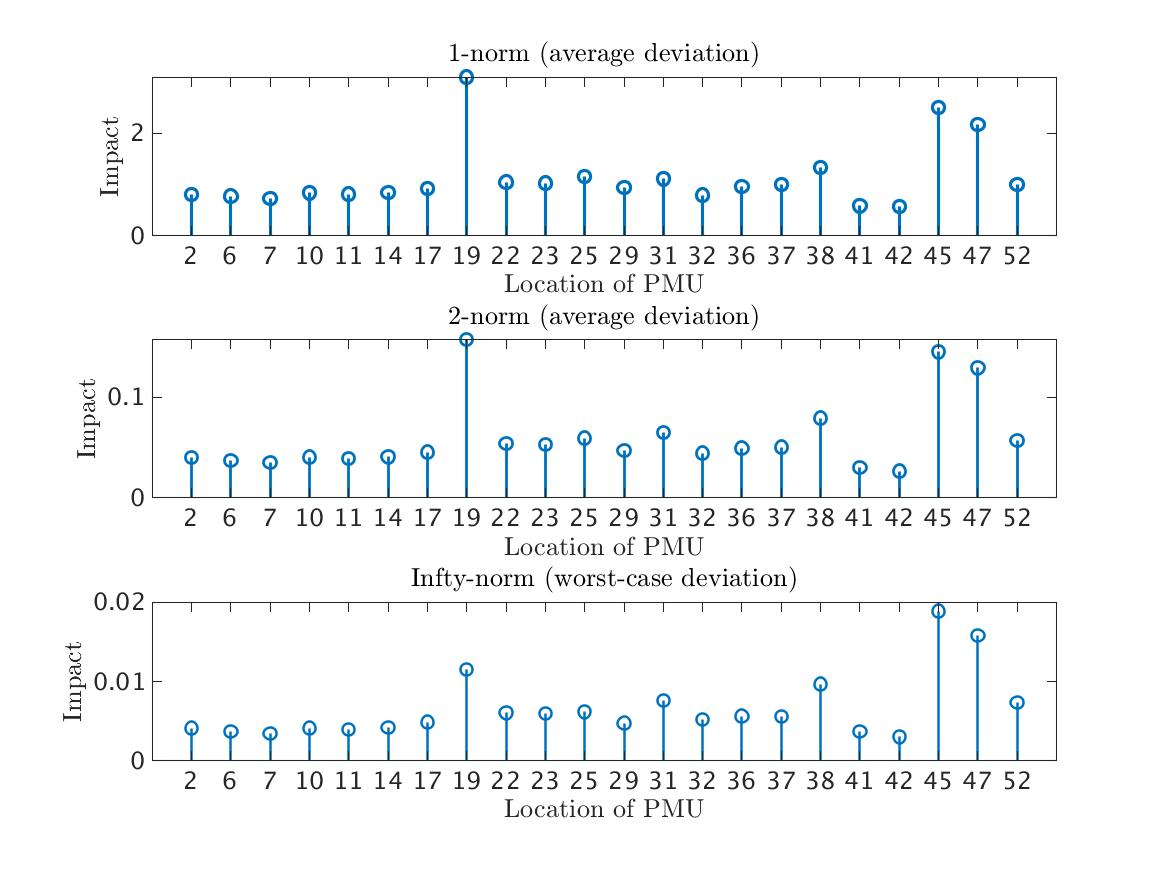 1-norm (average deviation)
Impact
2
0
2 6 7 10 11 14 17 19 22 23 25 29 31 32 36 37 38 41 42 45 47 52
Location of PMU
2-norm (average deviation)
Impact
0.1
0
2 6 7 10 11 14 17 19 22 23 25 29 31 32 36 37 38 41 42 45 47 52
Location of PMU
Infty-norm (worst-case deviation)
Impact
0.02
0.01
0
2 6 7 10 11 14 17 19 22 23 25 29 31 32 36 37 38 41 42 45 47 52
Location of PMU